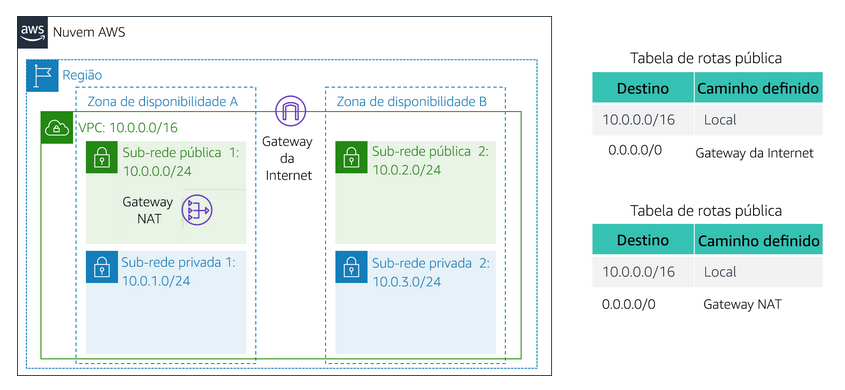 aws
Nuvem AWS
Região
Zona de disponibilidade A
Zona de disponibilidade B
VPC: 10.0.0.0/16
Gateway
da
Internet
Sub-rede pública 1:
10.0.0.0/24
Sub-rede pública 2:
10.0.2.0/24
Gateway
NAT
Sub-rede privada 1:
10.0.1.0/24
Sub-rede privada 2:
10.0.3.0/24
Tabela de rotas pública
Destino Caminho definido
10.0.0.0/16 Local
0.0.0.0/0 Gateway da Internet
Tabela de rotas pública
Destino Caminho definido
10.0.0.0/16 Local
0.0.0.0/0 Gateway NAT